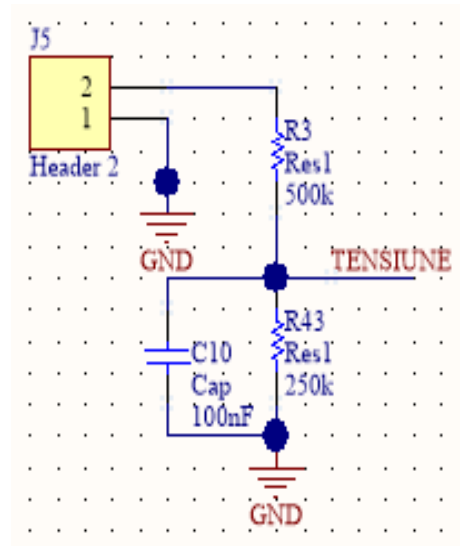 J5
2
1
Header 2
R3
Res1
500k
GND
TENSIUNE
R43
Res1
250k
C10
Cap
100nF
GND